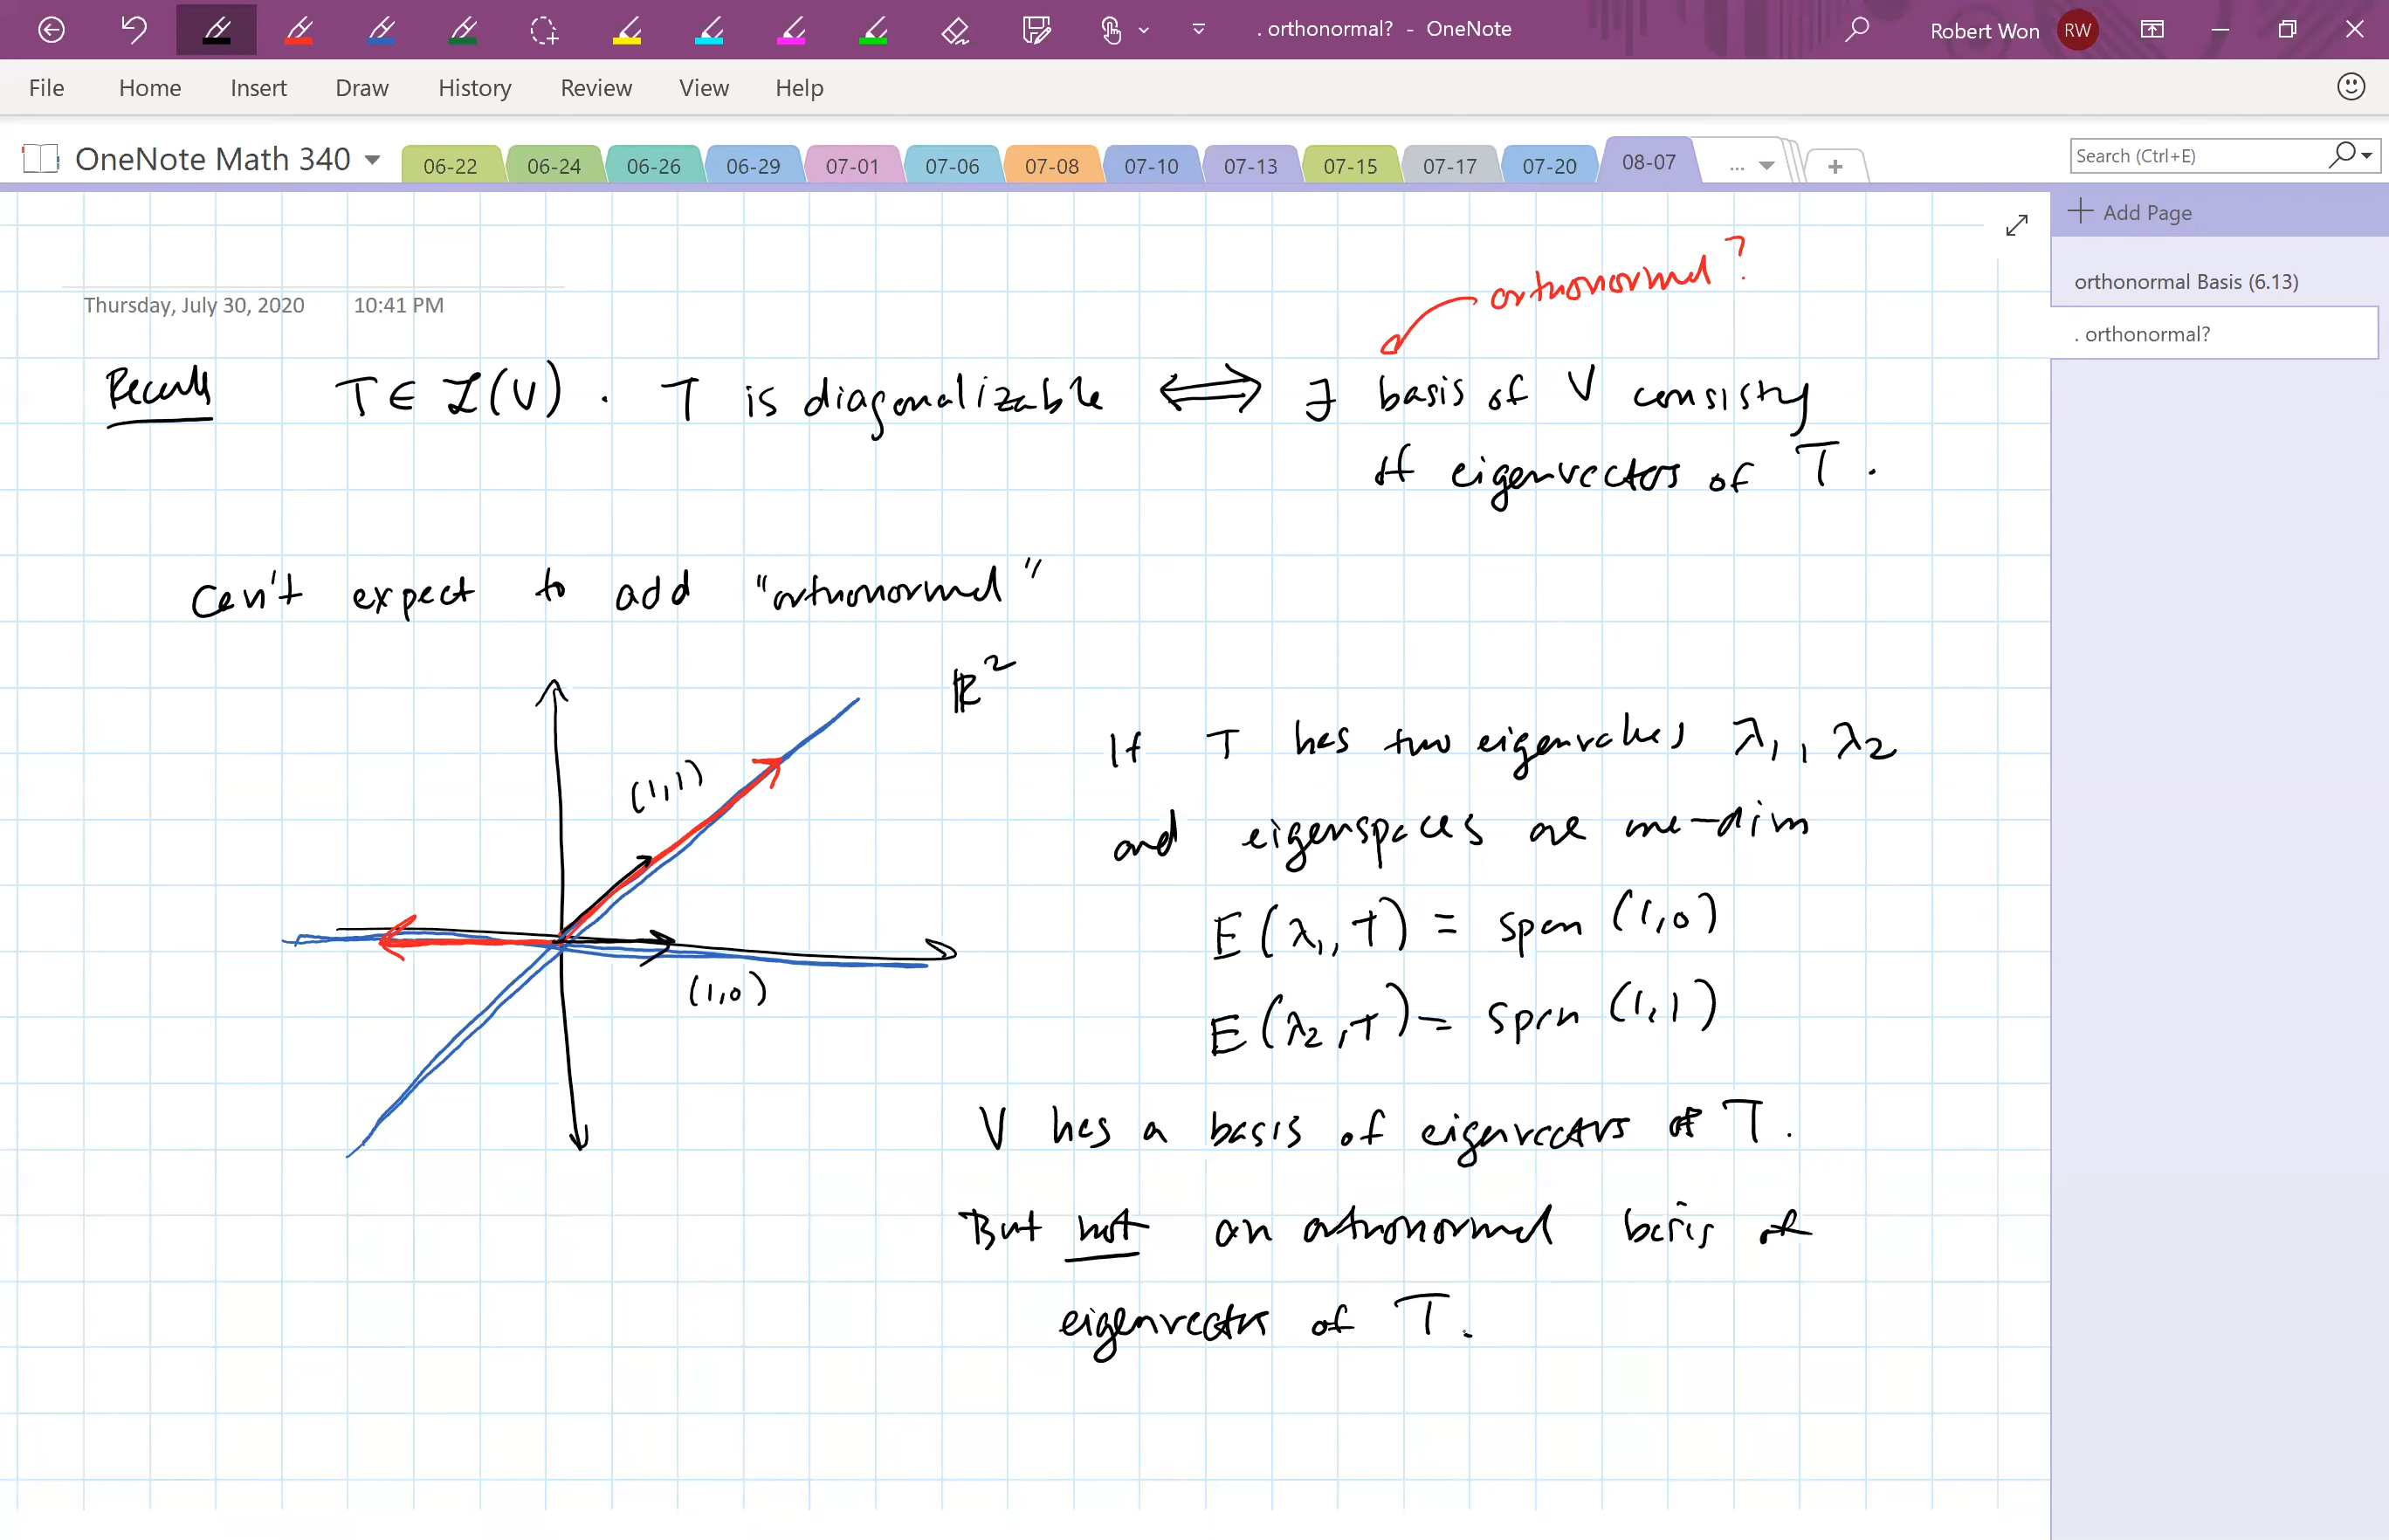 . orthonormal? - OneNote
Robert Won RW
File Home Insert Draw History Review View Help
OneNote Math 340
06-22 06-24 06-26 06-29 07-01 07-06 07-08 07-10 07-13 07-15 07-17 07-20 08-07 ... +
Search (Ctrl+E)
Add Page
orthonormal Basis (6.13)
. orthonormal?
Thursday, July 30, 2020 10:41 PM
orthonormal?
Recall T ∈ ℒ(V). T is diagonalizable ⟺ ∃ basis of V consisting
of eigenvectors of T.
Can't expect to add "orthonormal"
ℝ²
(1,1)
(1,0)
If T has two eigenvalues λ₁, λ₂
and eigenspaces are one-dim
E(λ₁, T) = span (1,0)
E(λ₂, T) = span (1,1)
V has a basis of eigenvectors of T.
But not an orthonormal basis of
eigenvectors of T.